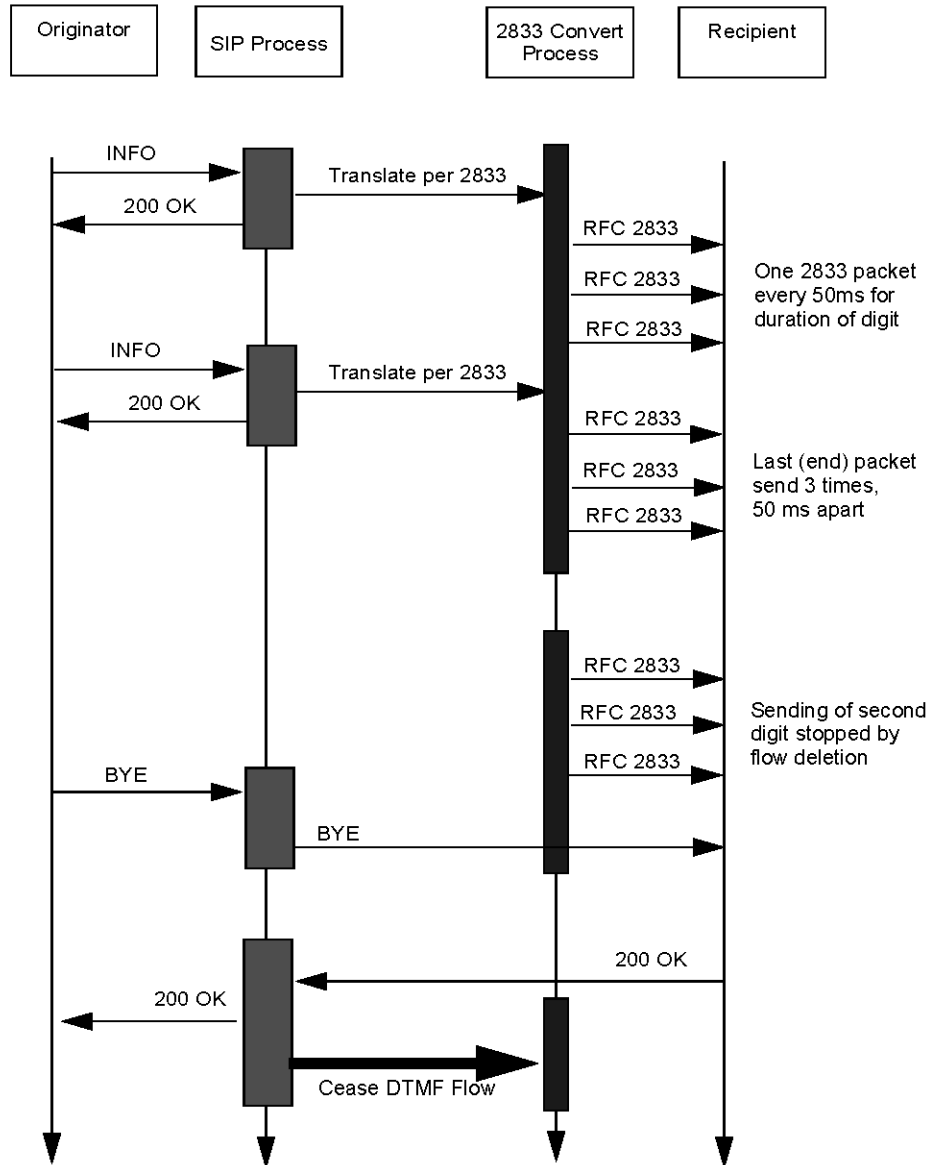 Originator
SIP Process
2833 Convert
Process
Recipient
INFO
Translate per 2833
200 OK
RFC 2833
RFC 2833
One 2833 packet
every 50ms for
duration of digit
RFC 2833
INFO
Translate per 2833
200 OK
RFC 2833
RFC 2833
Last (end) packet
send 3 times,
50 ms apart
RFC 2833
RFC 2833
RFC 2833
Sending of second
digit stopped by
flow deletion
RFC 2833
BYE
BYE
200 OK
200 OK
Cease DTMF Flow